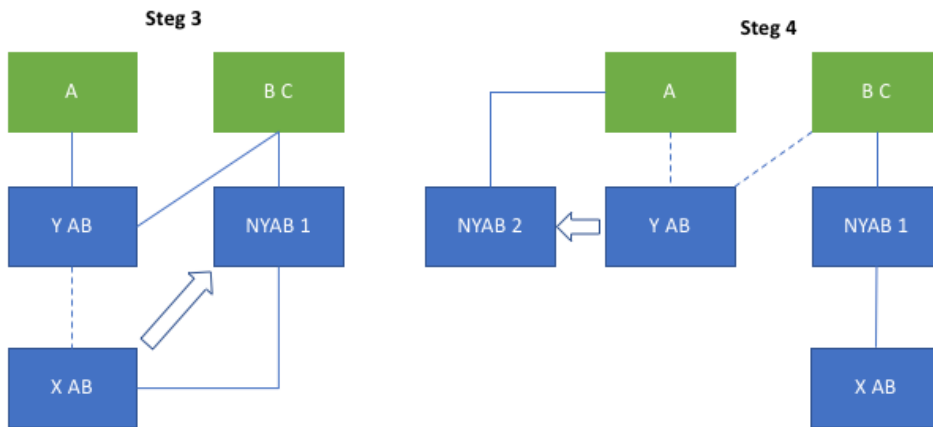 Steg 3
A
B C
Y AB
NYAB 1
X AB
Steg 4
A
B C
NYAB 2
Y AB
NYAB 1
X AB